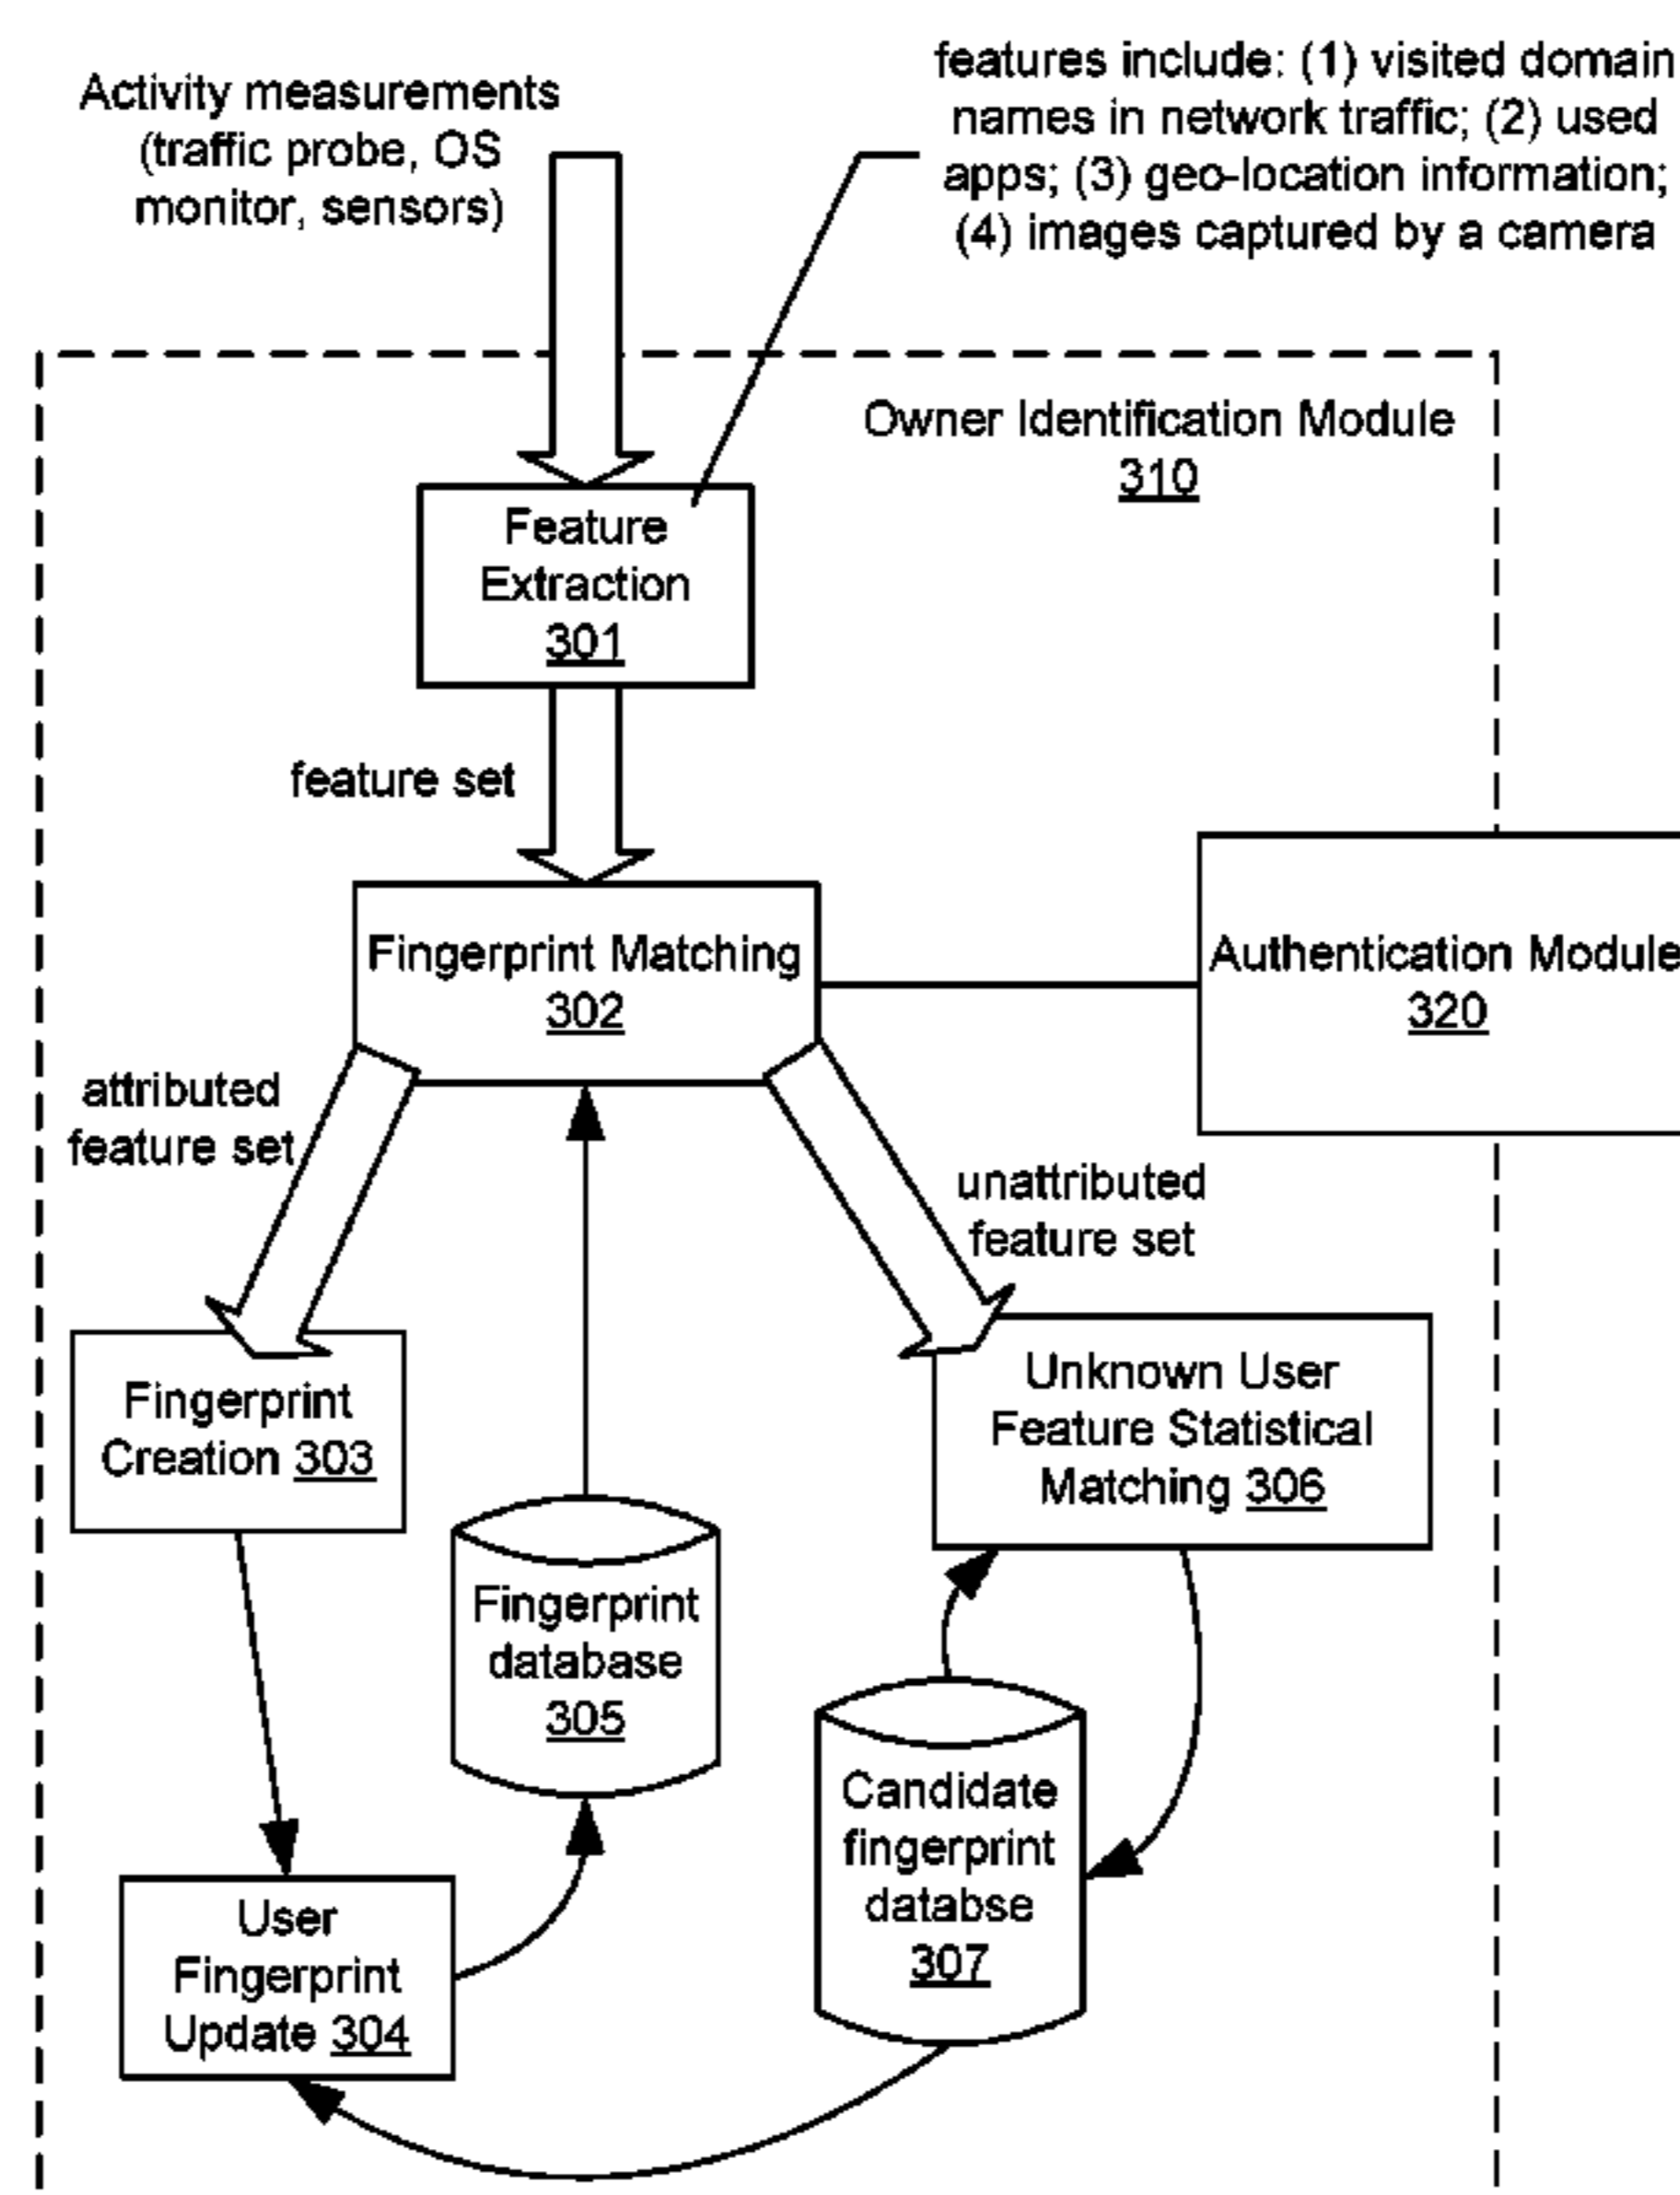 Activity measurements
(traffic probe, OS
monitor, sensors)
features include: (1) visited domain
names in network traffic; (2) used
apps; (3) geo-location information;
(4) images captured by a camera
Owner Identification Module
310
Feature
Extraction
301
feature set
Fingerprint Matching
302
Authentication Module
320
attributed
feature set
unattributed
feature set
Fingerprint
Creation 303
Unknown User
Feature Statistical
Matching 306
Fingerprint
database
305
Candidate
fingerprint
databse
307
User
Fingerprint
Update 304